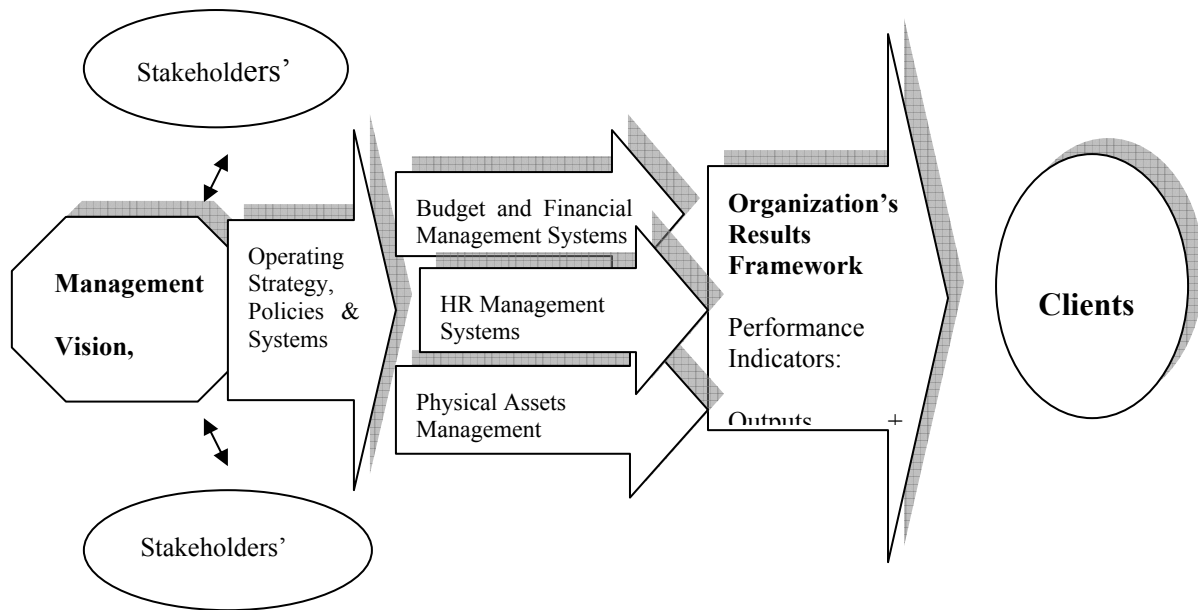 Stakeholders’
Management
Vision,
Operating
Strategy,
Policies &
Systems
Stakeholders’
Budget and Financial
Management Systems
HR Management
Systems
Physical Assets
Management
Organization’s
Results
Framework
Performance
Indicators:
Outputs +
Clients